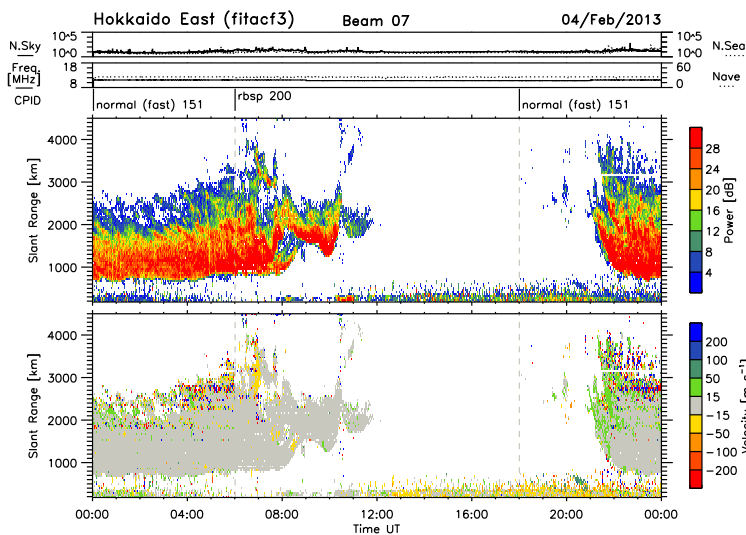 Hokkaido East (fitacf3) Beam 07 04/Feb/2013
N.Sky 10^5 10^0 10^5 10^0 N.Sea
Freq. [MHz] 18 8 60 0 Nave
CPID normal (fast) 151 rbsp 200 normal (fast) 151
Slant Range [km]
4000
3000
2000
1000
Power [dB]
28
24
20
16
12
8
4
Slant Range [km]
4000
3000
2000
1000
Velocity [m s^-1]
200
100
50
15
-15
-50
-100
-200
00:00 04:00 08:00 12:00 16:00 20:00 00:00
Time UT